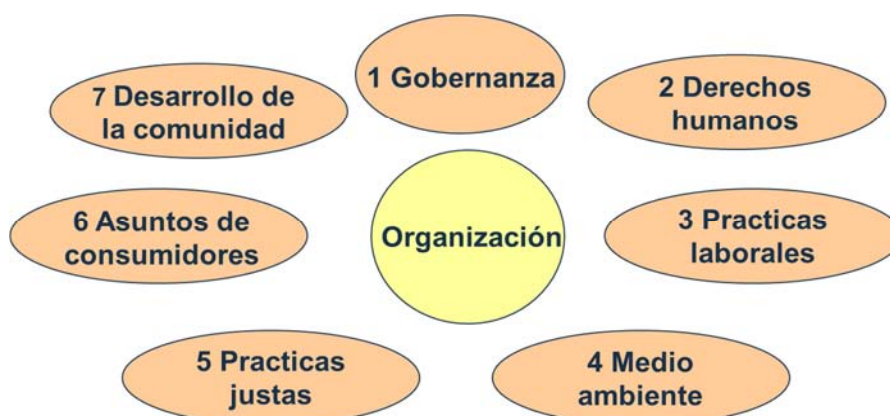 1 Gobernanza
2 Derechos
humanos
3 Practicas
laborales
4 Medio
ambiente
5 Practicas
justas
6 Asuntos de
consumidores
7 Desarrollo de
la comunidad
Organización